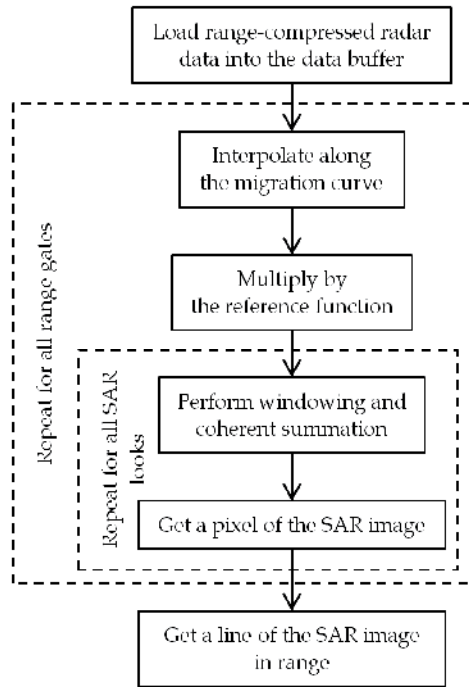 Load range-compressed radar
data into the data buffer
Interpolate along
the migration curve
Repeat for all range gates
Multiply by
the reference function
Repeat for all SAR
looks
Perform windowing and
coherent summation
Get a pixel of the SAR image
Get a line of the SAR image
in range